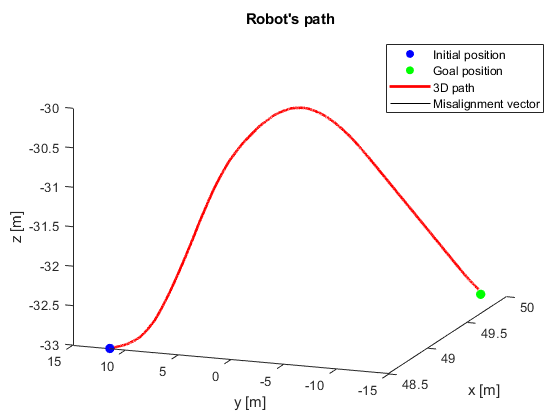 Robot's path
Initial position
Goal position
3D path
Misalignment vector
-30
-30.5
-31
-31.5
-32
-32.5
-33
z [m]
15
10
5
0
-5
-10
-15
y [m]
48.5
49
49.5
50
x [m]